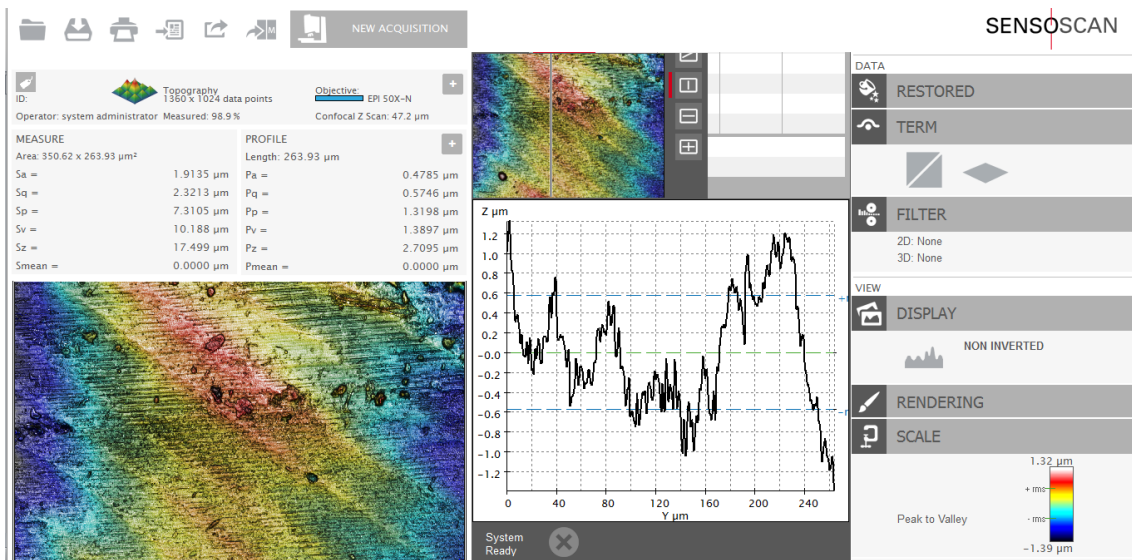 M
NEW ACQUISITION
SENSOSCAN
ID:
Topography
1360 x 1024 data points
Objective:
EPI 50X-N
Operator: system administrator Measured: 98.9 %
Confocal Z Scan: 47.2 µm
MEASURE
Area: 350.62 x 263.93 µm²
Sa = 1.9135 µm
Sq = 2.3213 µm
Sp = 7.3105 µm
Sv = 10.188 µm
Sz = 17.499 µm
Smean = 0.0000 µm
PROFILE
Length: 263.93 µm
Pa = 0.4785 µm
Pq = 0.5746 µm
Pp = 1.3198 µm
Pv = 1.3897 µm
Pz = 2.7095 µm
Pmean = 0.0000 µm
Z µm
1.2
1.0
0.8
0.6
0.4
0.2
-0.0
-0.2
-0.4
-0.6
-0.8
-1.0
-1.2
0 40 80 120 160 200 240
Y µm
System
Ready
DATA
RESTORED
TERM
FILTER
2D: None
3D: None
VIEW
DISPLAY
NON INVERTED
RENDERING
SCALE
1.32 µm
+ rms
- rms
Peak to Valley
-1.39 µm